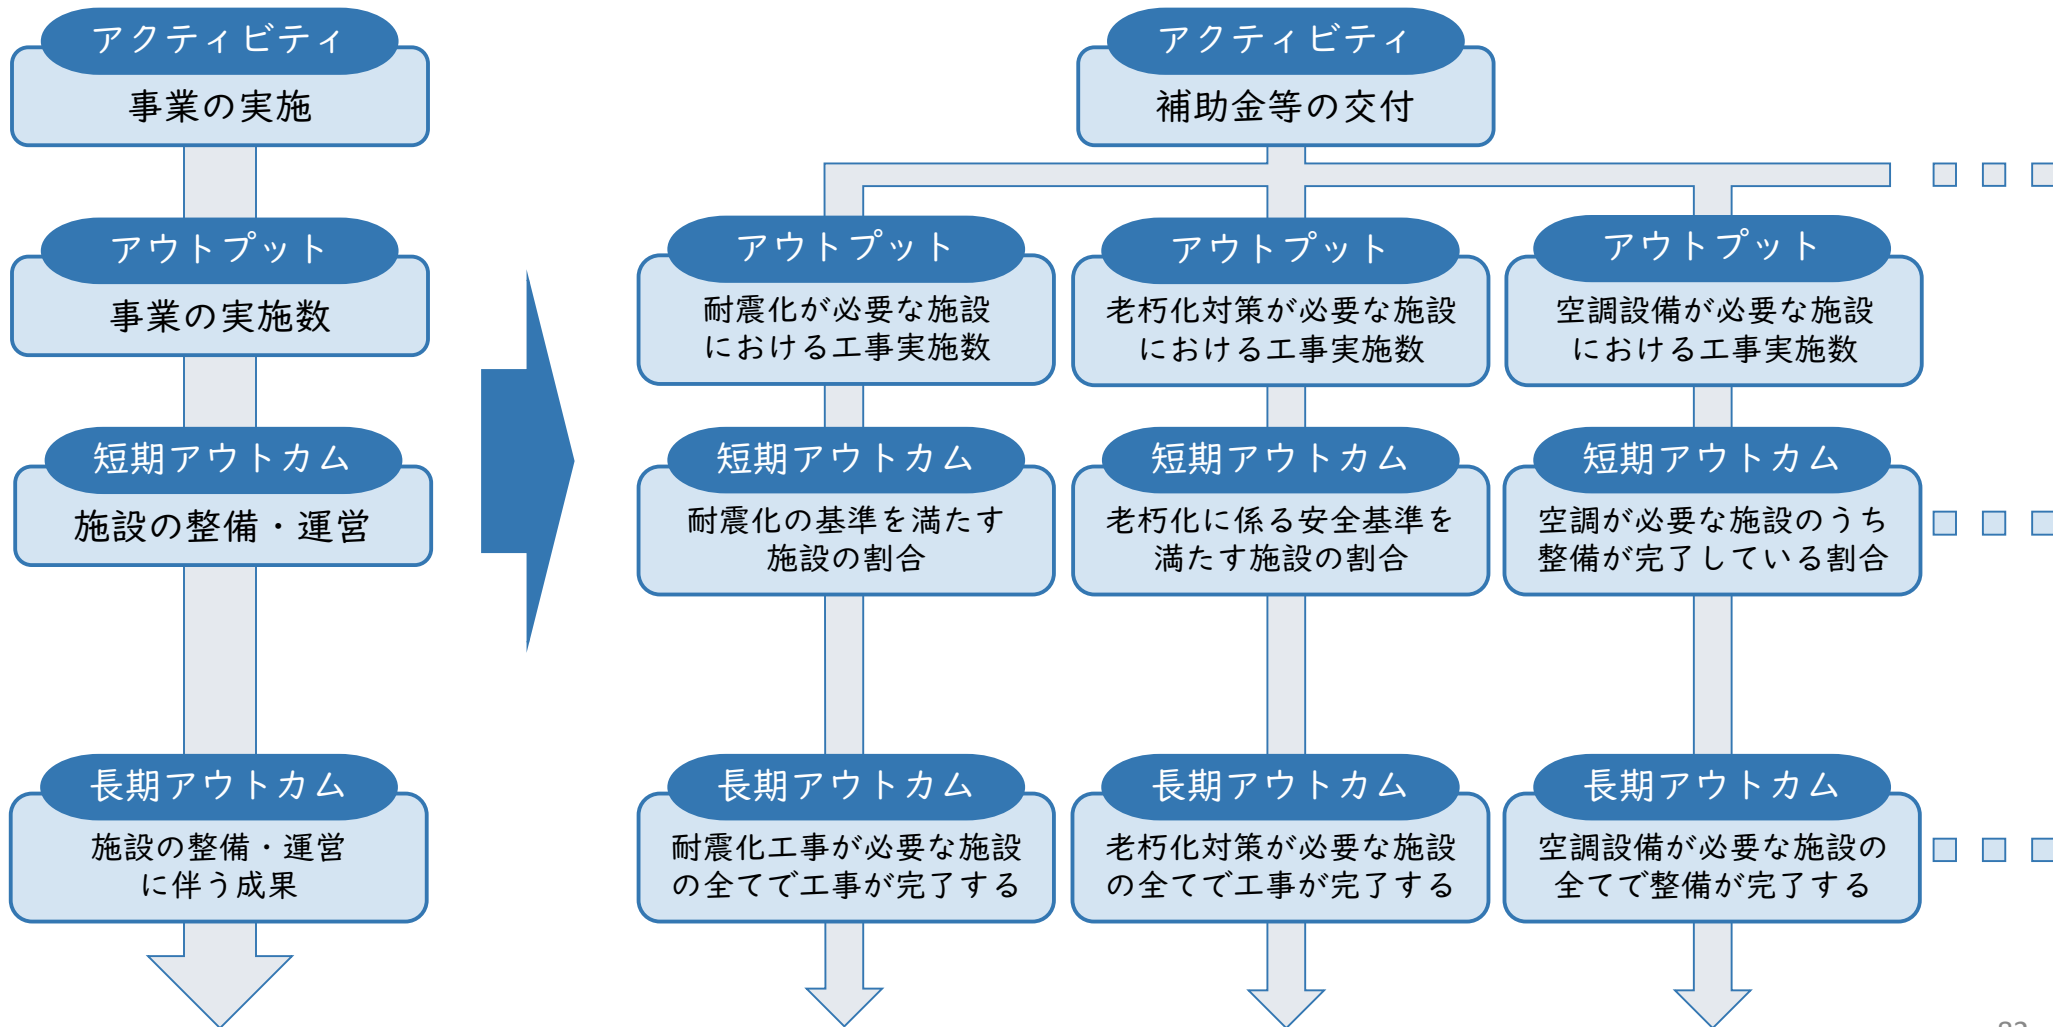 アクティビティ
事業の実施
アウトプット
事業の実施数
短期アウトカム
施設の整備・運営
長期アウトカム
施設の整備・運営
に伴う成果
アクティビティ
補助金等の交付
アウトプット
耐震化が必要な施設
における工事実施数
短期アウトカム
耐震化の基準を満たす
施設の割合
長期アウトカム
耐震化工事が必要な施設
の全てで工事が完了する
アウトプット
老朽化対策が必要な施設
における工事実施数
短期アウトカム
老朽化に係る安全基準を
満たす施設の割合
長期アウトカム
老朽化対策が必要な施設
の全てで工事が完了する
アウトプット
空調設備が必要な施設
における工事実施数
短期アウトカム
空調が必要な施設のうち
整備が完了している割合
長期アウトカム
空調設備が必要な施設の
全てで整備が完了する